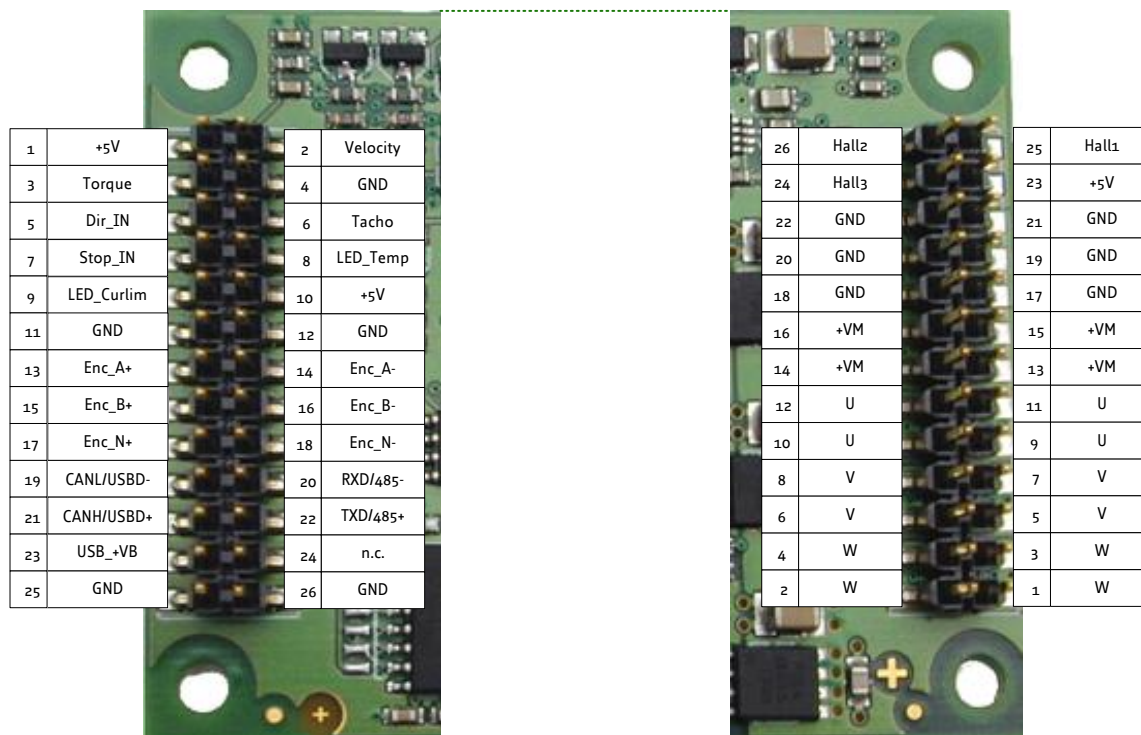 1 +5V 2 Velocity
3 Torque 4 GND
5 Dir_IN 6 Tacho
7 Stop_IN 8 LED_Temp
9 LED_Curlim 10 +5V
11 GND 12 GND
13 Enc_A+ 14 Enc_A-
15 Enc_B+ 16 Enc_B-
17 Enc_N+ 18 Enc_N-
19 CANL/USBD- 20 RXD/485-
21 CANH/USBD+ 22 TXD/485+
23 USB_+VB 24 n.c.
25 GND 26 GND
26 Hall2 25 Hall1
24 Hall3 23 +5V
22 GND 21 GND
20 GND 19 GND
18 GND 17 GND
16 +VM 15 +VM
14 +VM 13 +VM
12 U 11 U
10 U 9 U
8 V 7 V
6 V 5 V
4 W 3 W
2 W 1 W